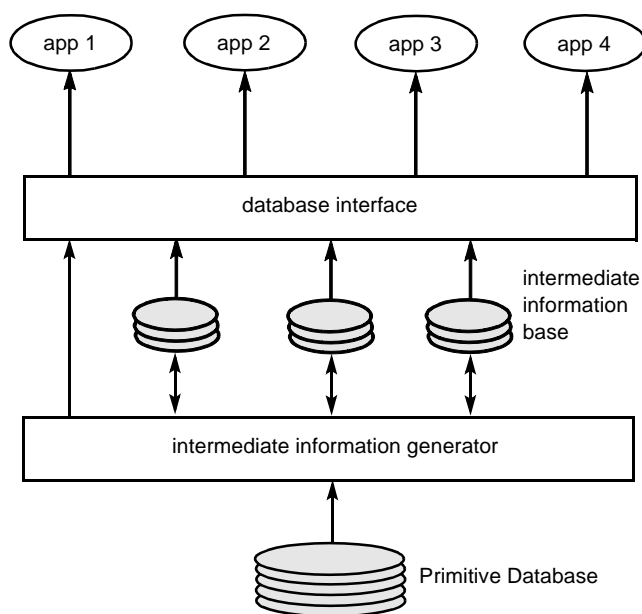 app 1
app 2
app 3
app 4
database interface
intermediate
information
base
intermediate information generator
Primitive Database